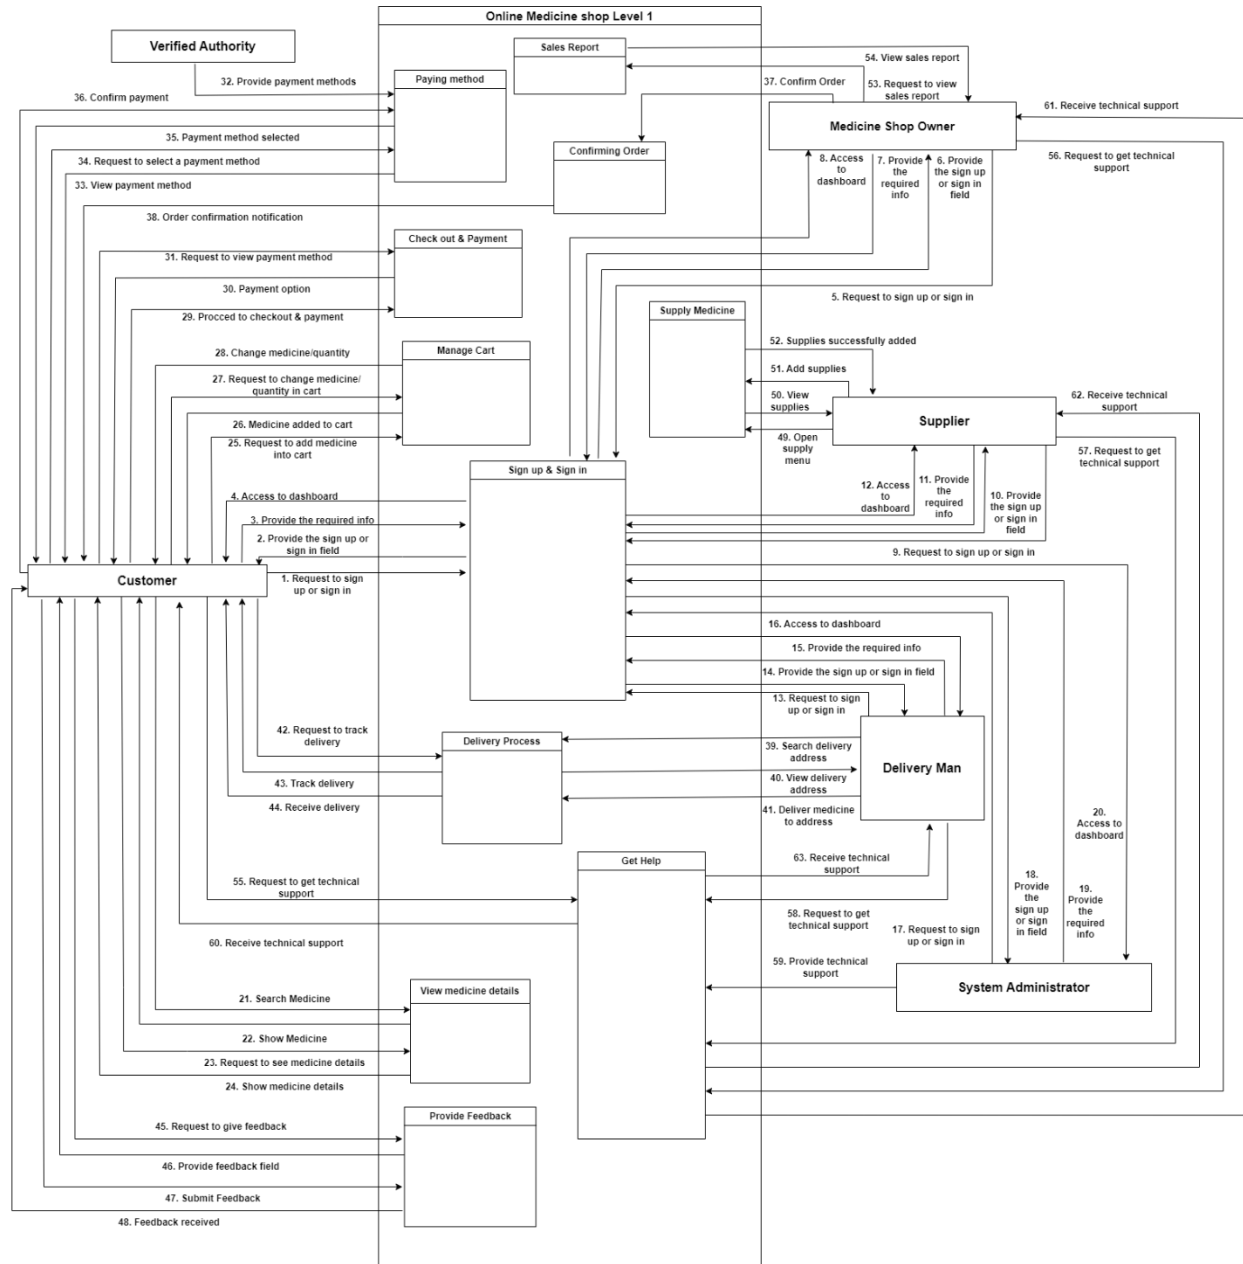 Online Medicine shop Level 1
Verified Authority
Sales Report
54. View sales report
32. Provide payment methods
Paying method
37. Confirm Order
53. Request to view
sales report
36. Confirm payment
61. Receive technical support
Medicine Shop Owner
35. Payment method selected
34. Request to select a payment method
33. View payment method
Confirming Order
8. Access
to
dashboard
7. Provide
the
required
info
6. Provide
the sign up
or sign in
field
56. Request to get technical
support
38. Order confirmation notification
Check out & Payment
31. Request to view payment method
30. Payment option
29. Procced to checkout & payment
5. Request to sign up or sign in
Supply Medicine
52. Supplies successfully added
28. Change medicine/quantity
Manage Cart
27. Request to change medicine/
quantity in cart
51. Add supplies
50. View
supplies
62. Receive technical
support
26. Medicine added to cart
25. Request to add medicine
into cart
Supplier
49. Open
supply
menu
57. Request to get
technical support
Sign up & Sign in
12. Access
to
dashboard
11. Provide
the
required
info
10. Provide
the sign up
or sign in
field
4. Access to dashboard
3. Provide the required info
2. Provide the sign up or
sign in field
9. Request to sign up or sign in
Customer
1. Request to sign
up or sign in
16. Access to dashboard
15. Provide the required info
14. Provide the sign up or sign in field
13. Request to sign
up or sign in
42. Request to track
delivery
Delivery Process
39. Search delivery
address
Delivery Man
43. Track delivery
40. View delivery
address
44. Receive delivery
41. Deliver medicine
to address
20.
Access to
dashboard
Get Help
63. Receive technical
support
55. Request to get technical
support
18.
Provide
the
sign up
or sign
in field
19.
Provide
the
required
info
58. Request to get
technical support
17. Request to sign
up or sign in
60. Receive technical support
59. Provide technical
support
System Administrator
View medicine details
21. Search Medicine
22. Show Medicine
23. Request to see medicine details
24. Show medicine details
Provide Feedback
45. Request to give feedback
46. Provide feedback field
47. Submit Feedback
48. Feedback received